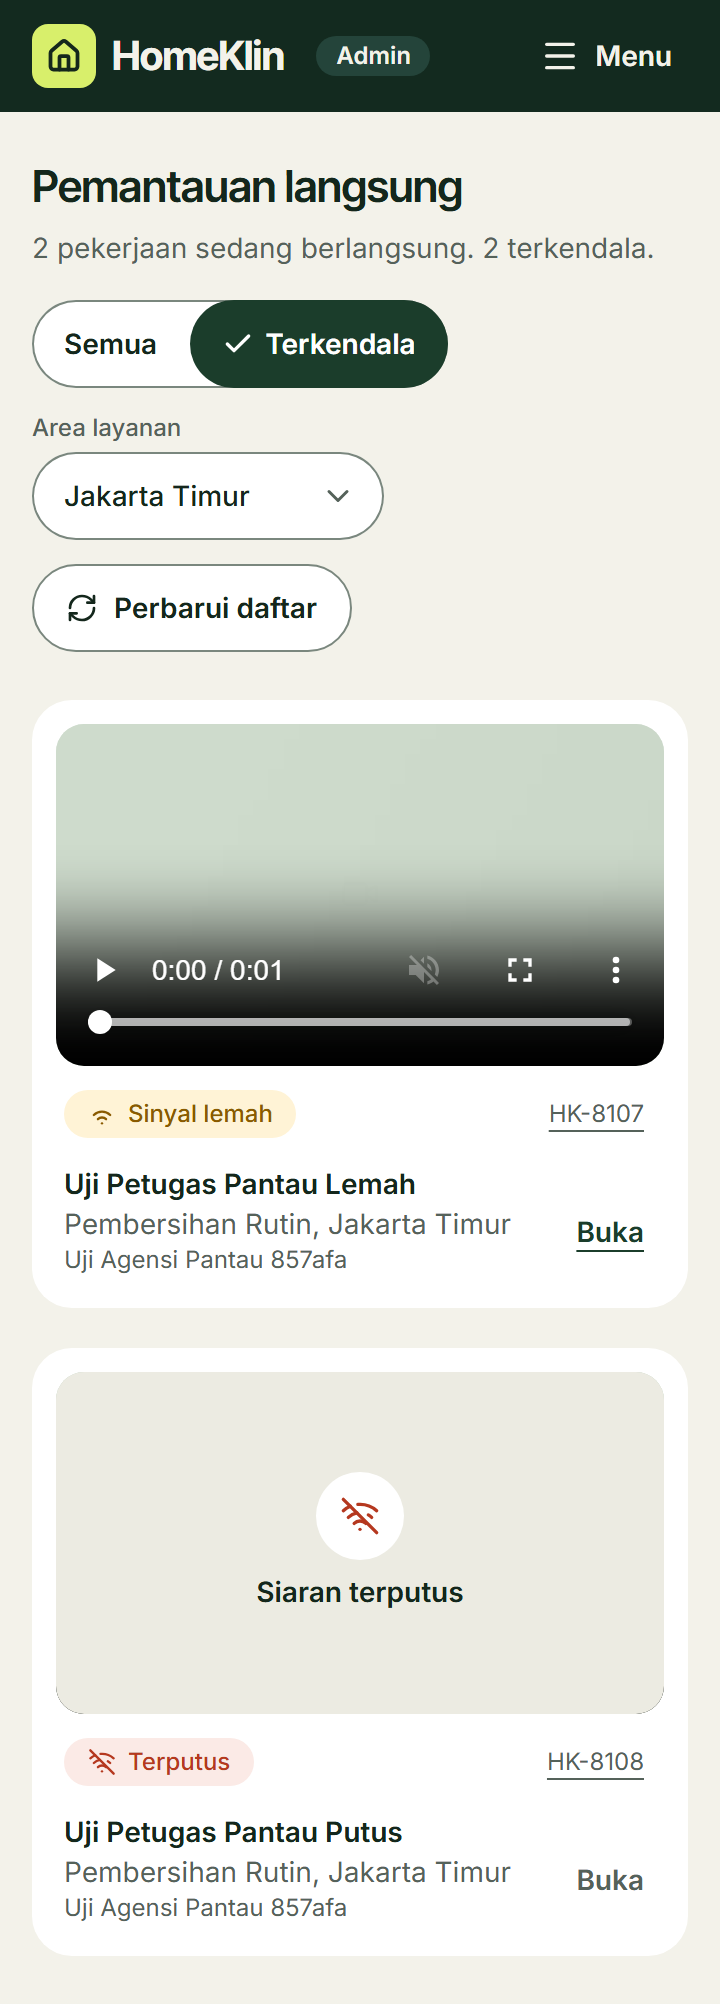 HomeKlin Admin Menu
Pemantauan langsung
2 pekerjaan sedang berlangsung. 2 terkendala.
Semua Terkendala
Area layanan
Jakarta Timur
Perbarui daftar
0:00 / 0:01
Sinyal lemah HK-8107
Uji Petugas Pantau Lemah
Pembersihan Rutin, Jakarta Timur
Buka
Uji Agensi Pantau 857afa
Siaran terputus
Terputus HK-8108
Uji Petugas Pantau Putus
Pembersihan Rutin, Jakarta Timur
Buka
Uji Agensi Pantau 857afa